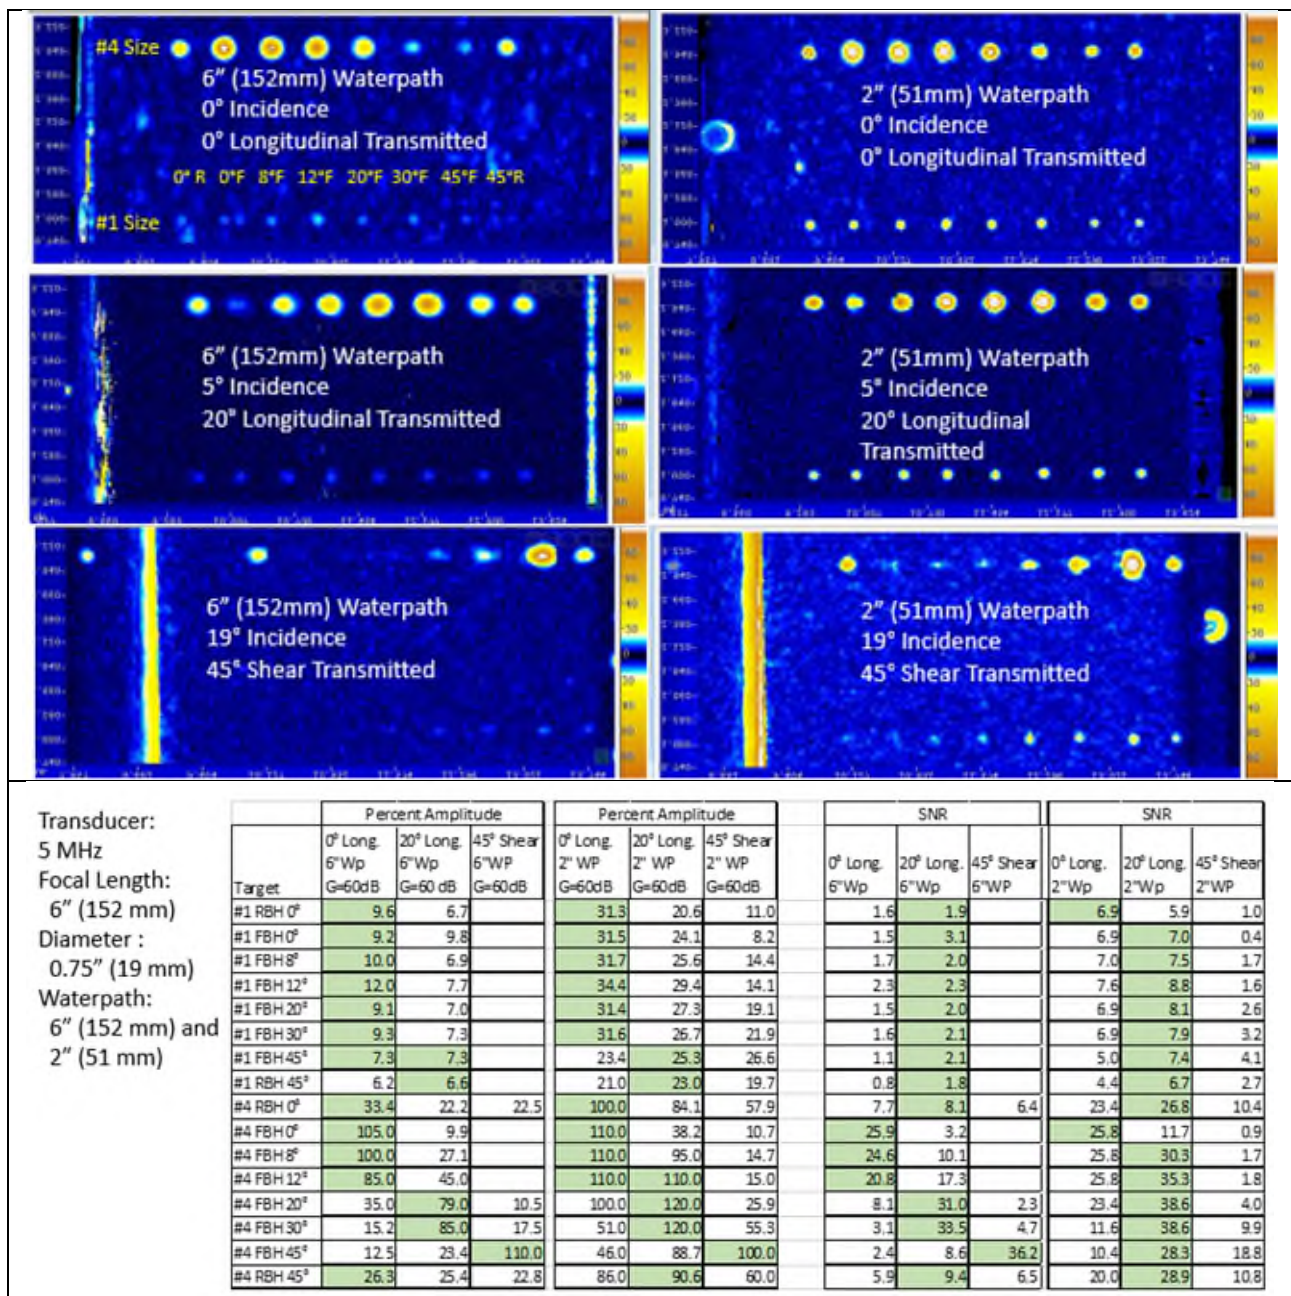 #4 Size
6” (152mm) Waterpath
0° Incidence
0° Longitudinal Transmitted
0° R 0°F 8°F 12°F 20°F 30°F 45°F 45°R
#1 Size
2” (51mm) Waterpath
0° Incidence
0° Longitudinal Transmitted
6” (152mm) Waterpath
5° Incidence
20° Longitudinal Transmitted
2” (51mm) Waterpath
5° Incidence
20° Longitudinal
Transmitted
6” (152mm) Waterpath
19° Incidence
45° Shear Transmitted
2” (51mm) Waterpath
19° Incidence
45° Shear Transmitted
Transducer:
5 MHz
Focal Length:
6” (152 mm)
Diameter :
0.75” (19 mm)
Waterpath:
6” (152 mm) and
2” (51 mm)
Percent Amplitude Percent Amplitude SNR SNR
0° Long. 20° Long. 45° Shear 0° Long. 20° Long. 45° Shear
6"Wp 6"Wp 6"WP 2" WP 2" WP 2" WP 0° Long. 20° Long. 45° Shear 0° Long. 20° Long. 45° Shear
Target G=60dB G=60 dB G=60dB G=60dB G=60dB G=60dB 6"Wp 6"Wp 6"WP 2"Wp 2"Wp 2"WP
#1 RBH 0° 9.6 6.7 31.3 20.6 11.0 1.6 1.9 6.9 5.9 1.0
#1 FBH 0° 9.2 9.8 31.5 24.1 8.2 1.5 3.1 6.9 7.0 0.4
#1 FBH 8° 10.0 6.9 31.7 25.6 14.4 1.7 2.0 7.0 7.5 1.7
#1 FBH 12° 12.0 7.7 34.4 29.4 14.1 2.3 2.3 7.6 8.8 1.6
#1 FBH 20° 9.1 7.0 31.4 27.3 19.1 1.5 2.0 6.9 8.1 2.6
#1 FBH 30° 9.3 7.3 31.6 26.7 21.9 1.6 2.1 6.9 7.9 3.2
#1 FBH 45° 7.3 7.3 23.4 25.3 26.6 1.1 2.1 5.0 7.4 4.1
#1 RBH 45° 6.2 6.6 21.0 23.0 19.7 0.8 1.8 4.4 6.7 2.7
#4 RBH 0° 33.4 22.2 22.5 100.0 84.1 57.9 7.7 8.1 6.4 23.4 26.8 10.4
#4 FBH 0° 105.0 9.9 110.0 38.2 10.7 25.9 3.2 25.8 11.7 0.9
#4 FBH 8° 100.0 27.1 110.0 95.0 14.7 24.6 10.1 25.8 30.3 1.7
#4 FBH 12° 85.0 45.0 110.0 110.0 15.0 20.8 17.3 25.8 35.3 1.8
#4 FBH 20° 35.0 79.0 10.5 100.0 120.0 25.9 8.1 31.0 2.3 23.4 38.6 4.0
#4 FBH 30° 15.2 85.0 17.5 51.0 120.0 55.3 3.1 33.5 4.7 11.6 38.6 9.9
#4 FBH 45° 12.5 23.4 110.0 46.0 88.7 100.0 2.4 8.6 36.2 10.4 28.3 18.8
#4 RBH 45° 26.3 25.4 22.8 86.0 90.6 60.0 5.9 9.4 6.5 20.0 28.9 10.8